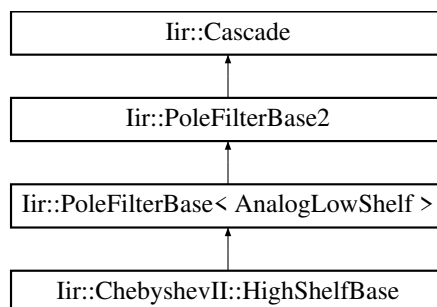 Iir::Cascade
Iir::PoleFilterBase2
Iir::PoleFilterBase< AnalogLowShelf >
Iir::ChebyshevII::HighShelfBase